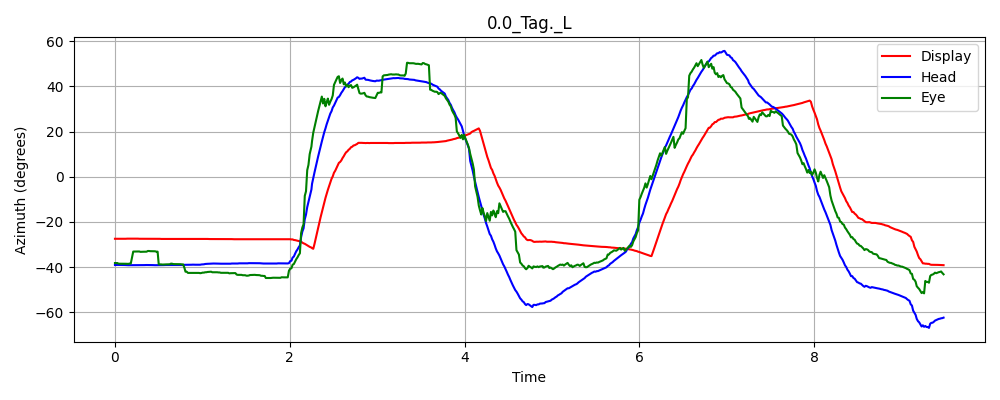 0.0_Tag._L
Display
Head
Eye
60
40
20
0
−20
−40
−60
Azimuth (degrees)
0 2 4 6 8
Time